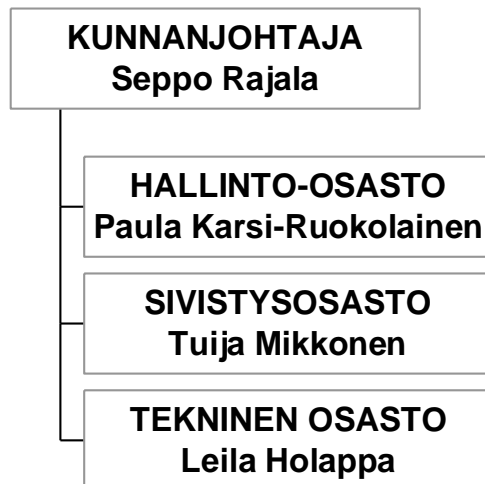 KUNNANJOHTAJA
Seppo Rajala
HALLINTO-OSASTO
Paula Karsi-Ruokolainen
SIVISTYSOSASTO
Tuija Mikkonen
TEKNINEN OSASTO
Leila Holappa